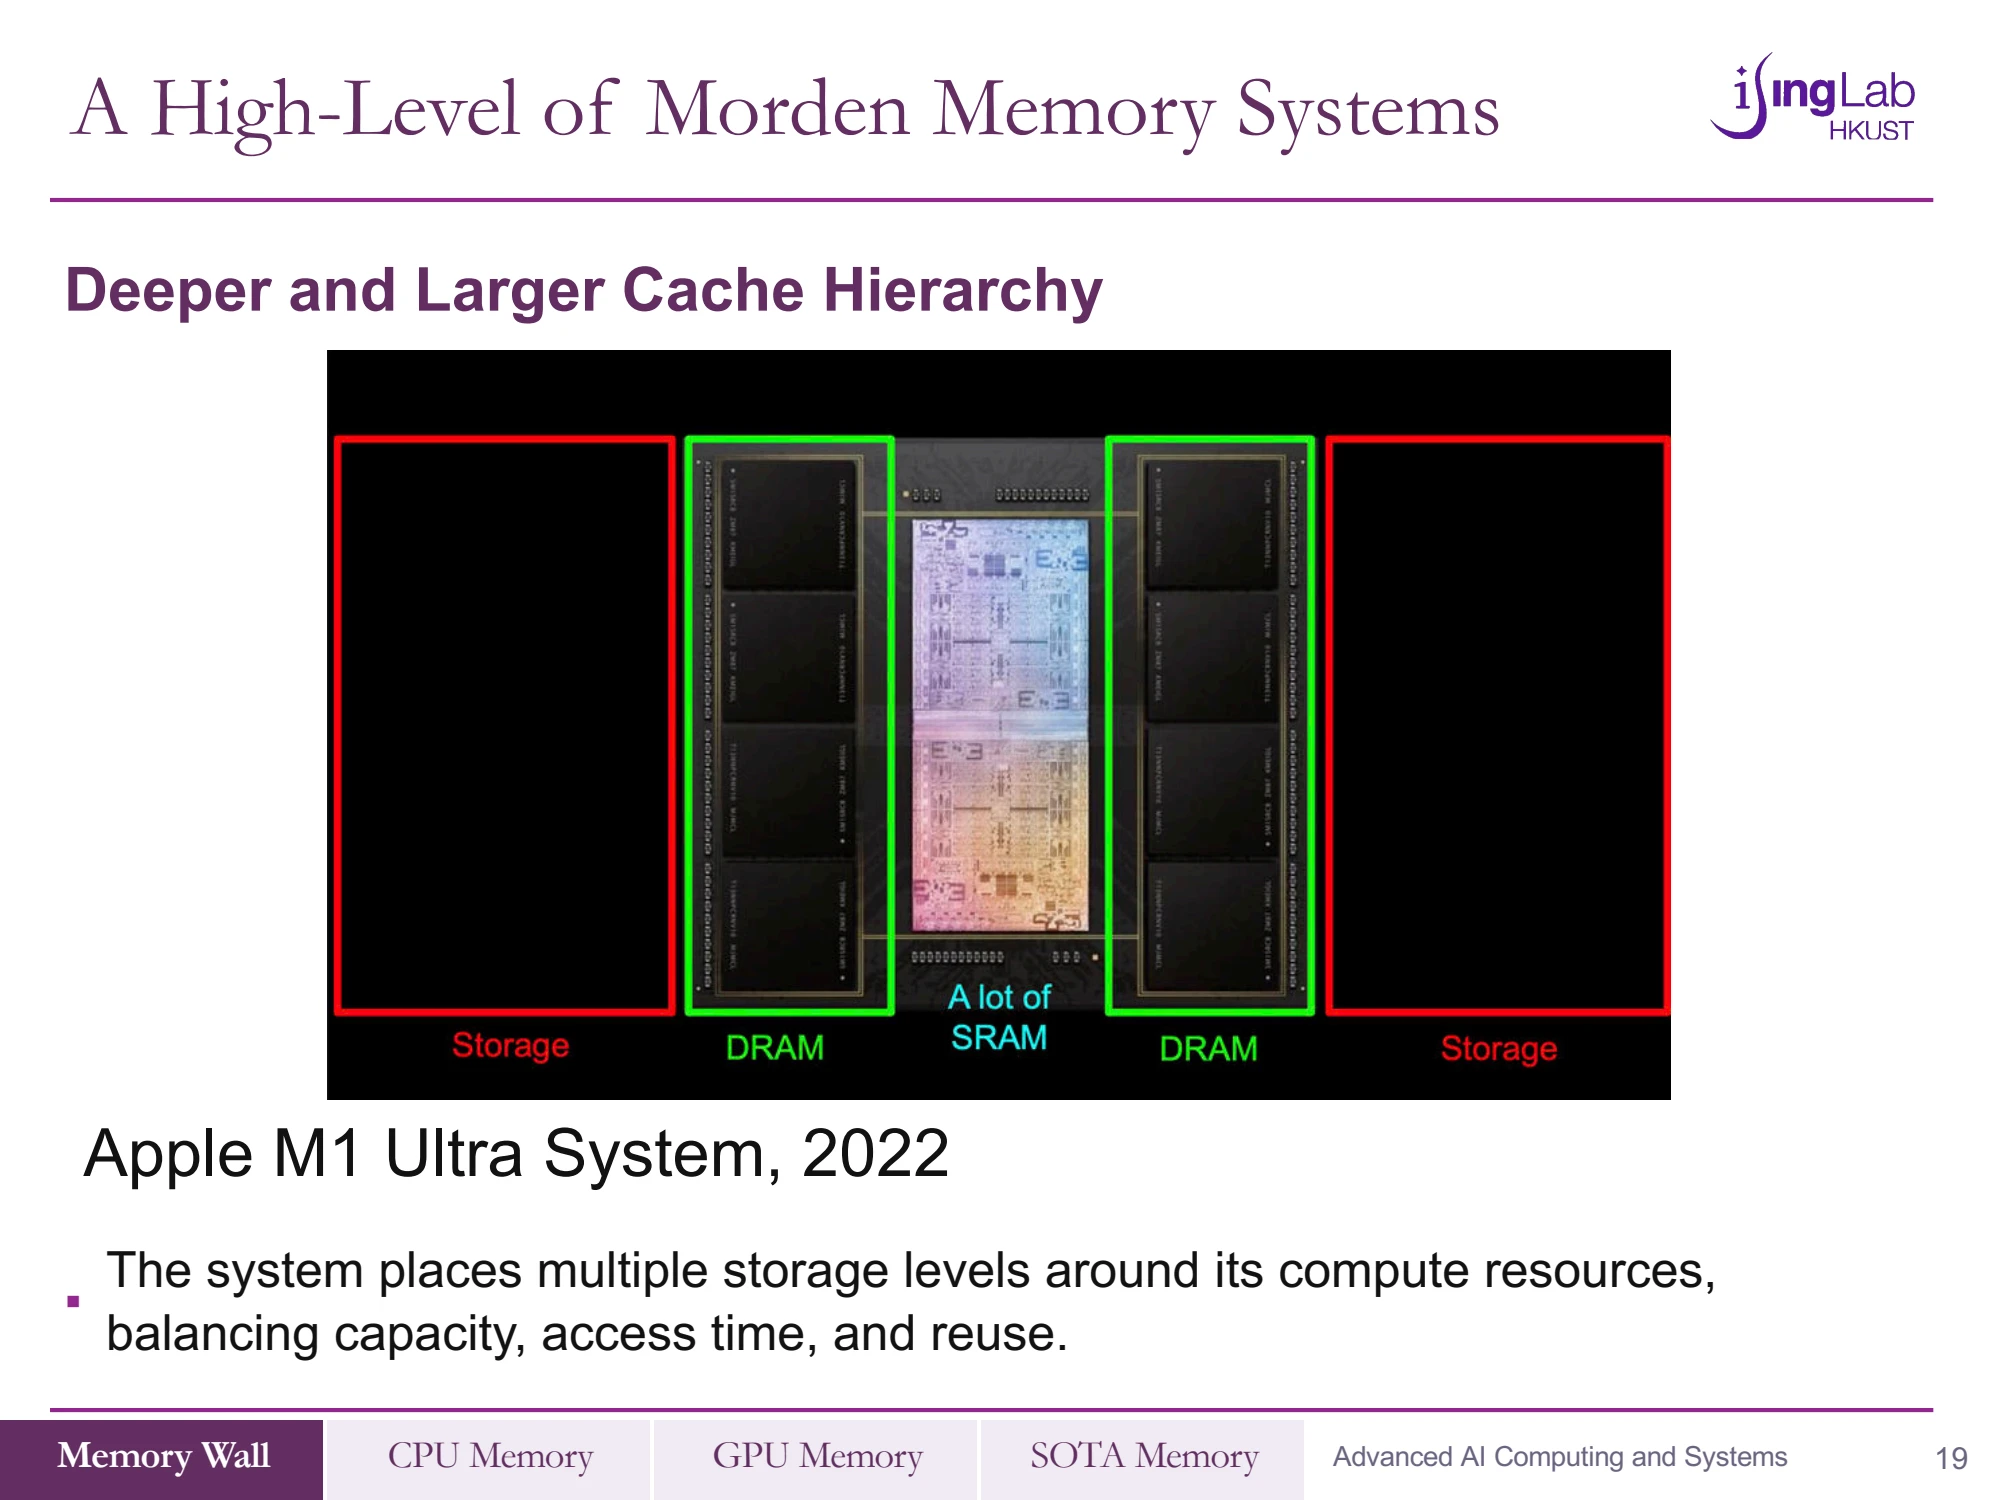 A High-Level of Morden Memory Systems
isingLab
HKUST
Deeper and Larger Cache Hierarchy
A lot of
SRAM
Storage
DRAM
DRAM
Storage
Apple M1 Ultra System, 2022
The system places multiple storage levels around its compute resources,
balancing capacity, access time, and reuse.
Memory Wall
CPU Memory
GPU Memory
SOTA Memory
Advanced AI Computing and Systems
19